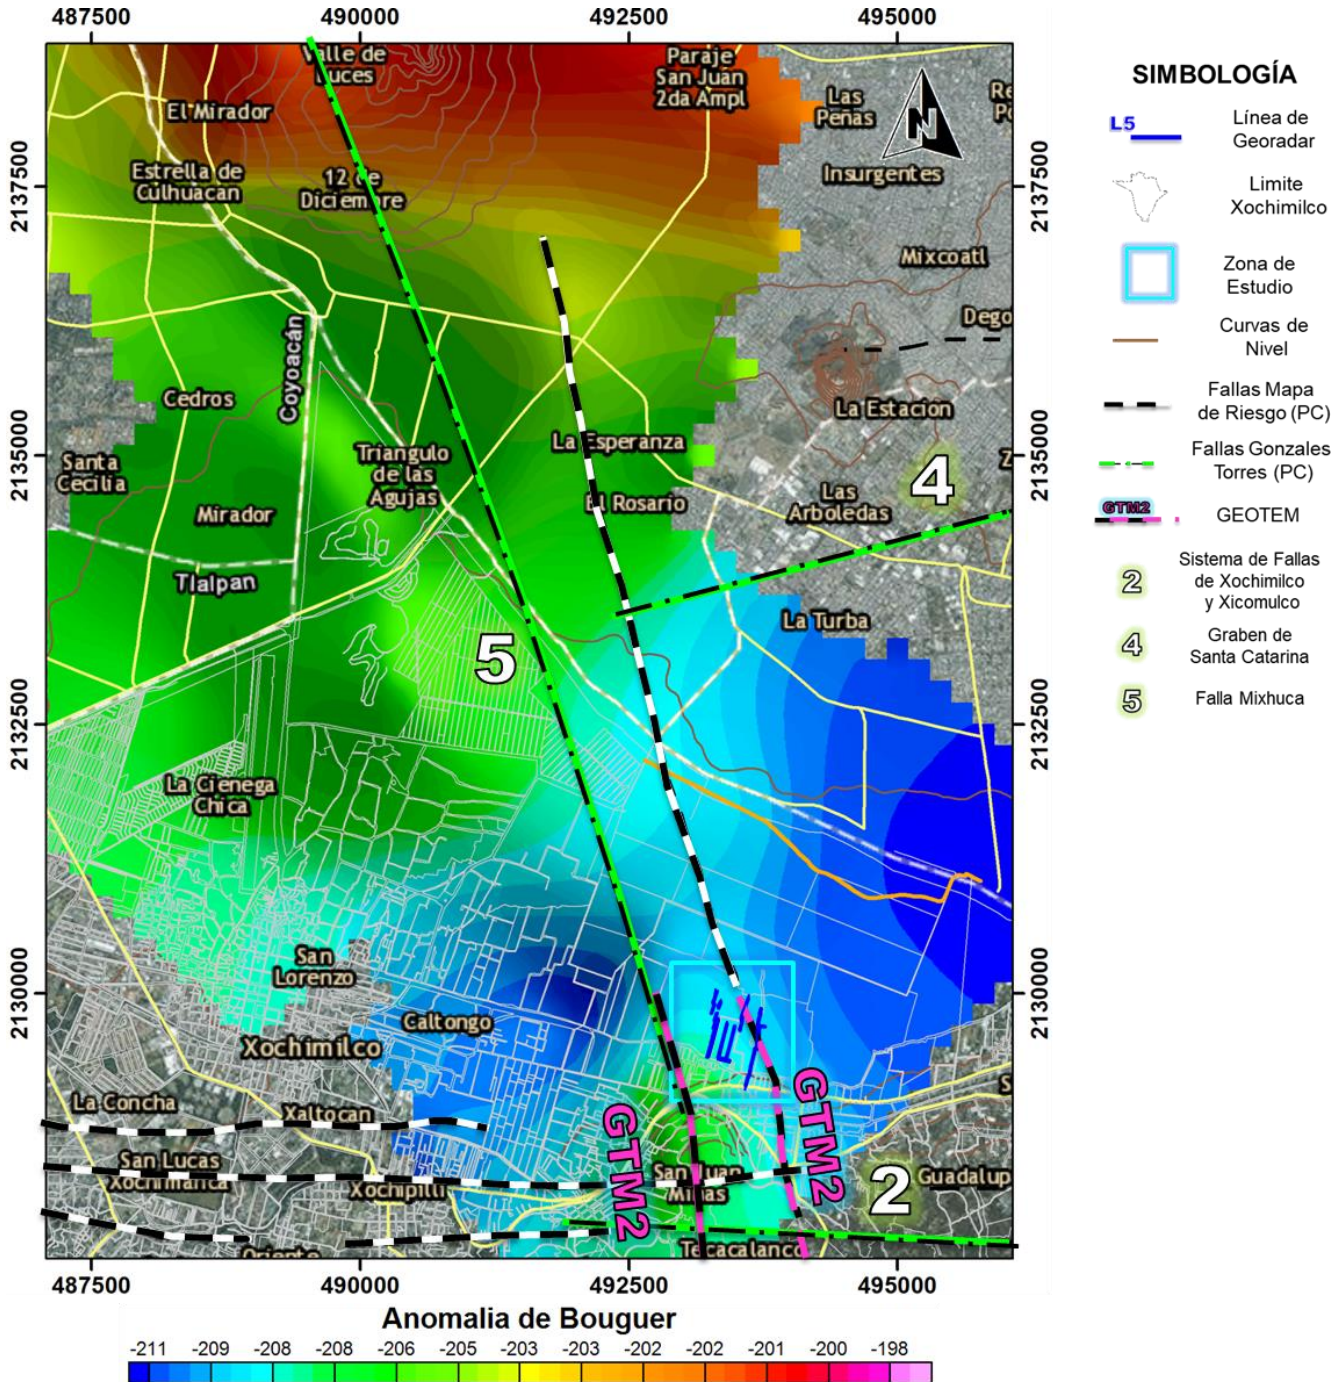 487500
490000
492500
495000
2137500
2135000
2132500
2130000
2137500
2135000
2132500
2130000
Valle de
Luces
El Mirador
Paraje
San Juan
2da Ampl
Las
Peñas
Estrella de
Culhuacan
12 de
Diciembre
Insurgentes
N
Mixcoatl
Cedros
Coyoacán
La Estacion
La Esperanza
Triangulo
de las
Agujas
Santa
Cecilia
4
Las
Arboledas
El Rosario
Mirador
Tlalpan
La Turba
5
La Cienega
Chica
San
Lorenzo
Caltongo
Xochimilco
La Concha
Xaltocan
GTM2
GTM2
San Lucas
Xochimanca
Xochipilli
San Juan
Minas
2
Guadalup
Oriente
Tecacalanco
487500
490000
492500
495000
Anomalia de Bouguer
-211
-209
-208
-208
-206
-205
-203
-203
-202
-202
-201
-200
-198
SIMBOLOGÍA
L5
Línea de
Georadar
Limite
Xochimilco
Zona de
Estudio
Curvas de
Nivel
Fallas Mapa
de Riesgo (PC)
Fallas Gonzales
Torres (PC)
GTM2
GEOTEM
2
Sistema de Fallas
de Xochimilco
y Xicomulco
4
Graben de
Santa Catarina
5
Falla Mixhuca